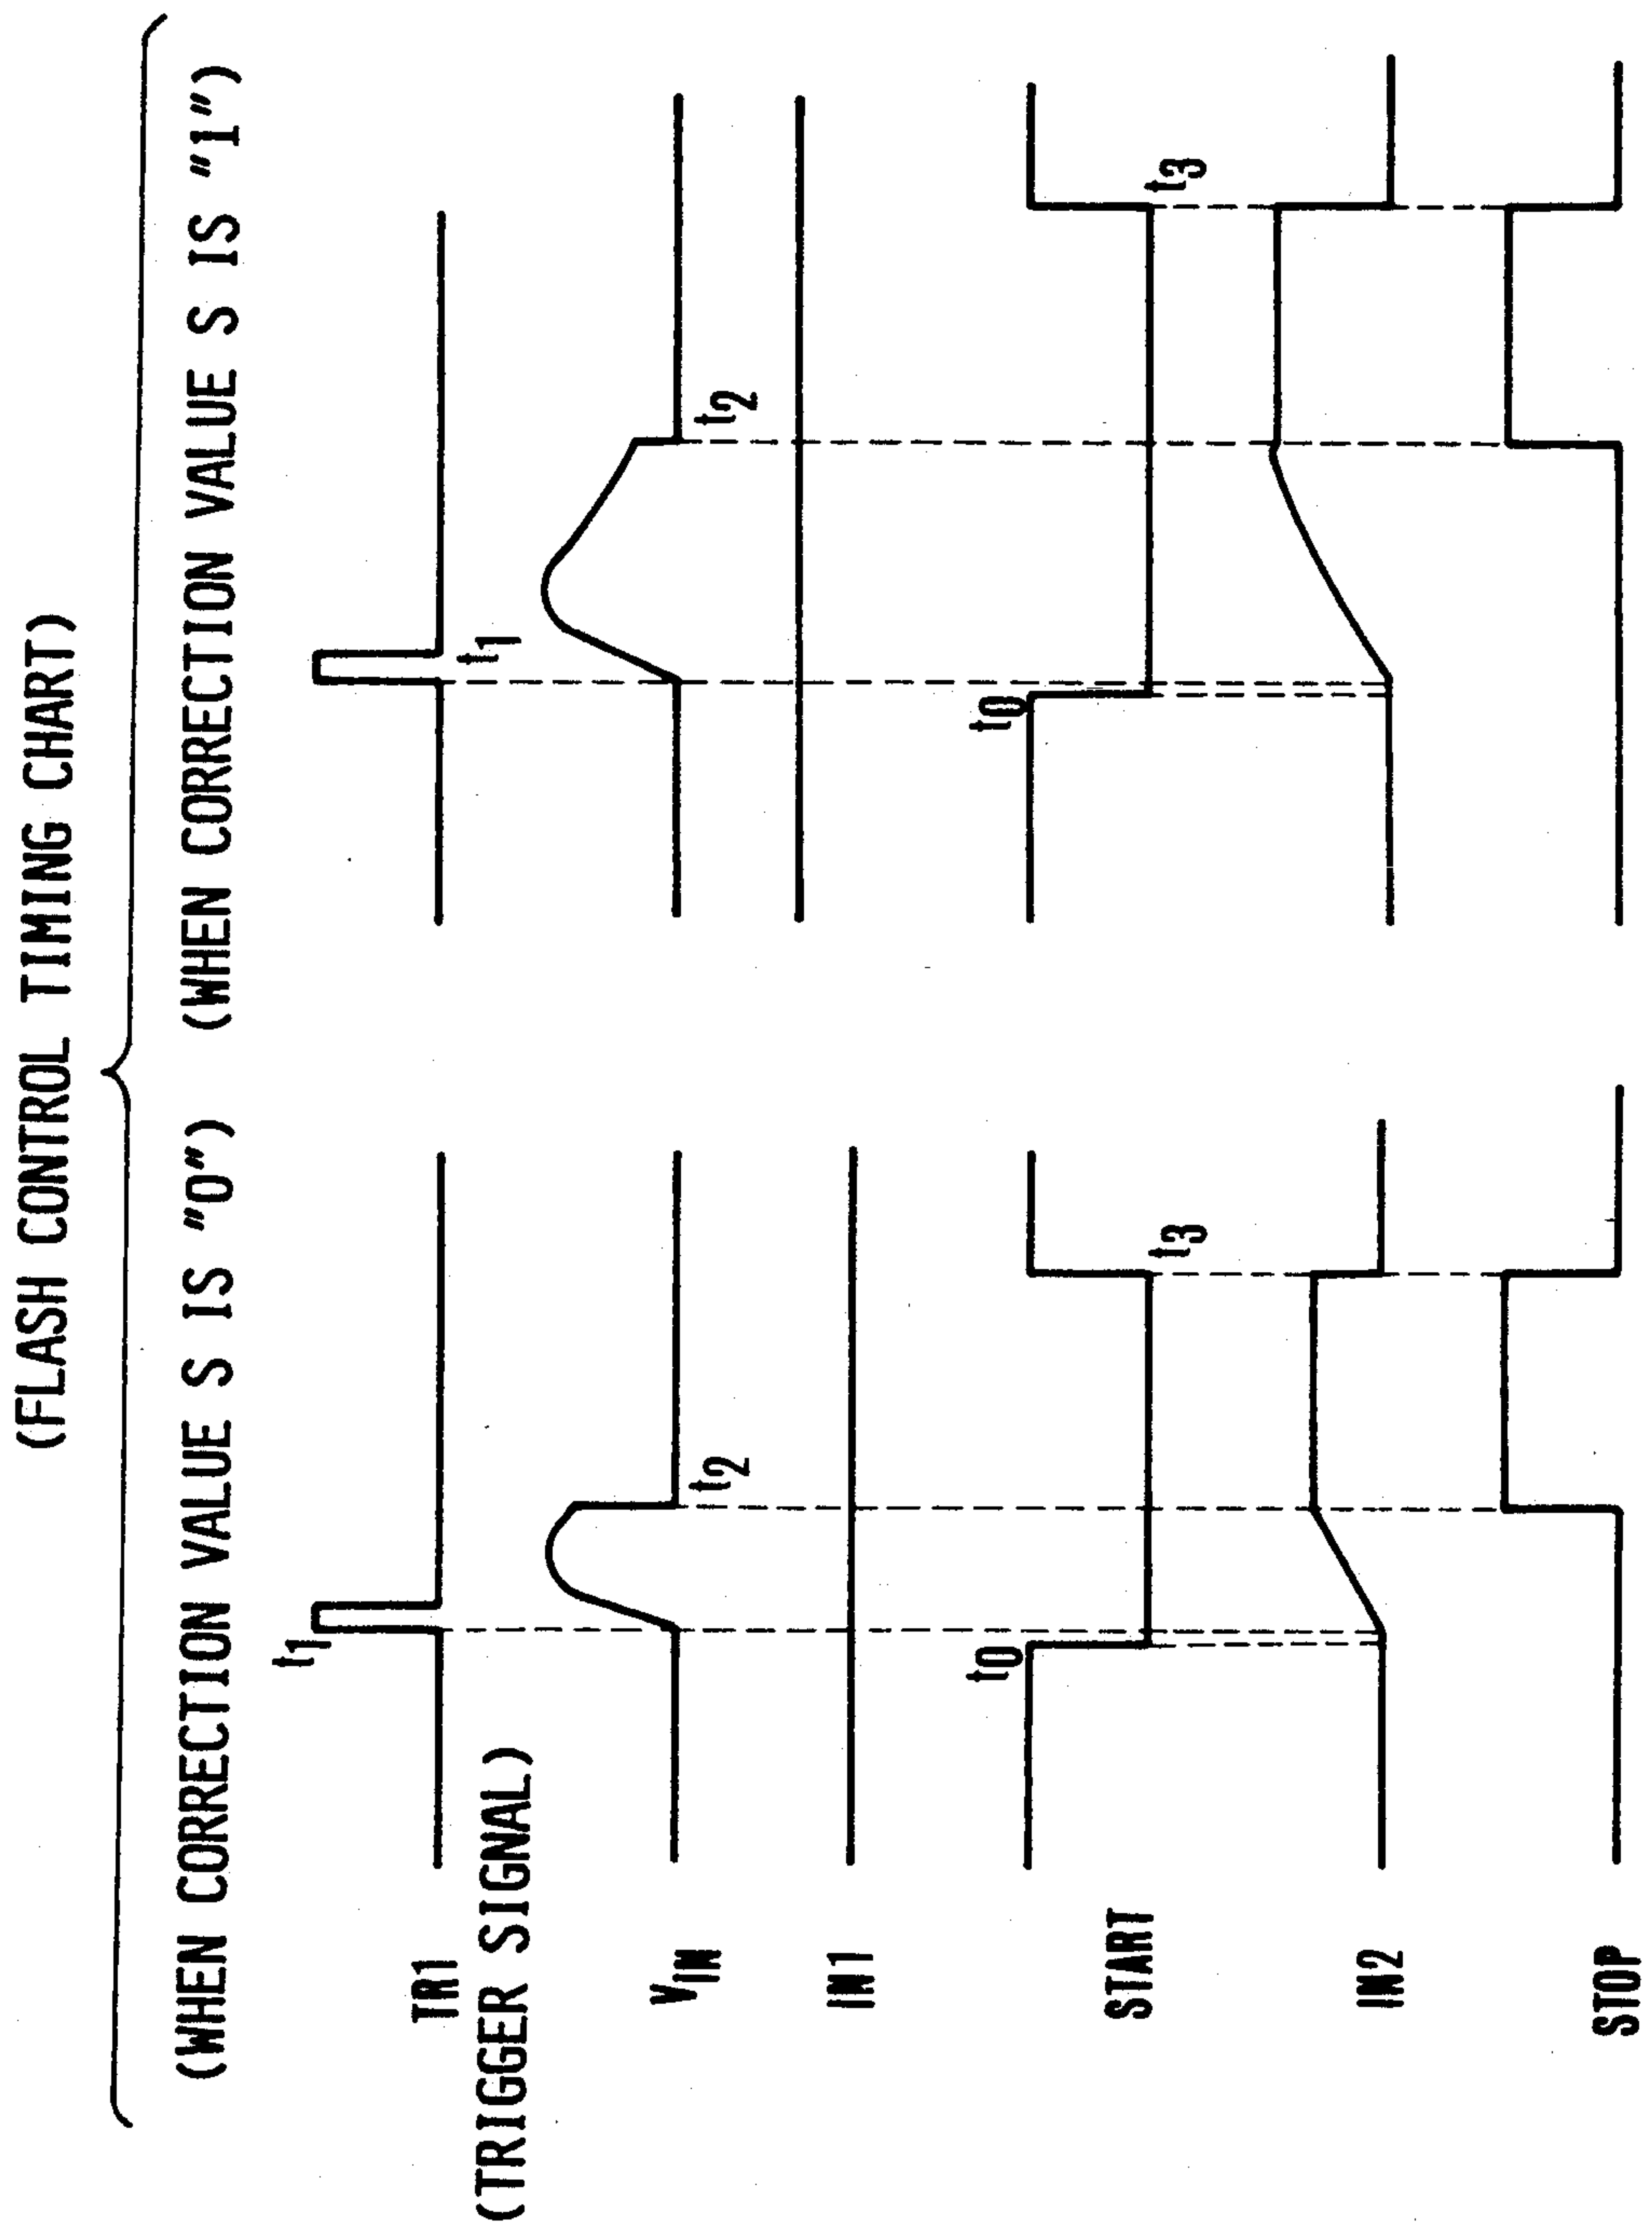 (FLASH CONTROL TIMING CHART)
(WHEN CORRECTION VALUE S IS "0") (WHEN CORRECTION VALUE S IS "1")
TR1
(TRIGGER SIGNAL)
t1
t1
VIN
t2
t2
IN1
START
t0
t3
t0
t3
IN2
STOP